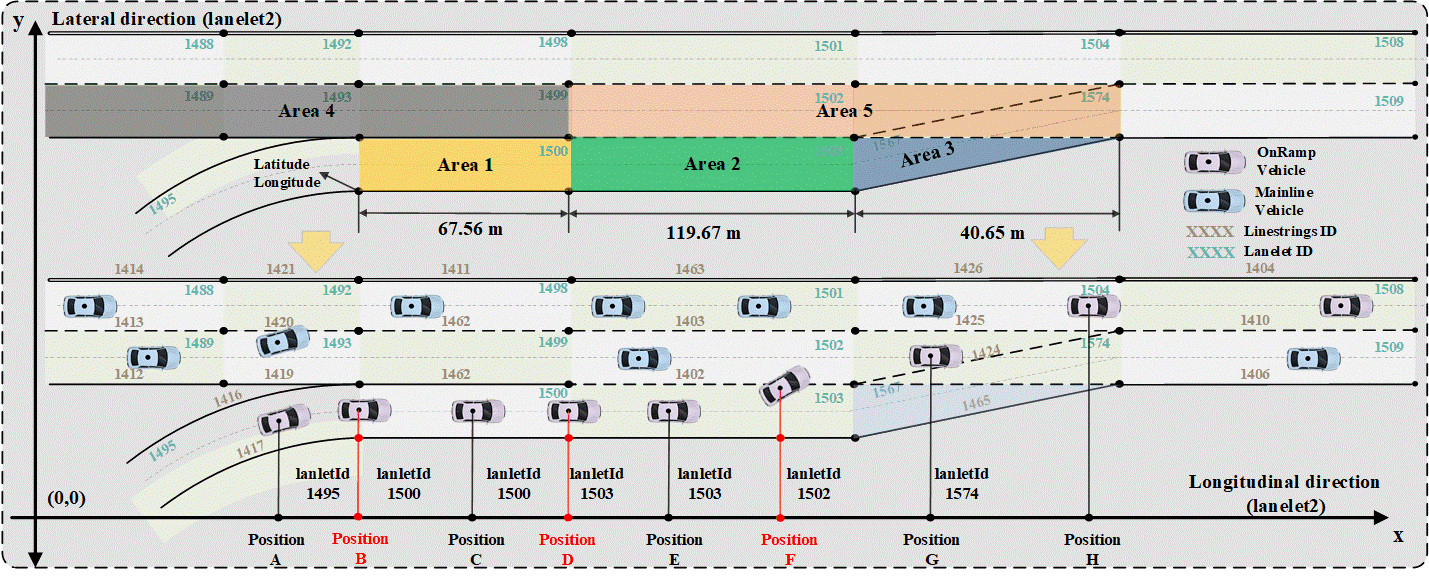 y
Lateral direction (lanelet2)
1488
1492
1498
1501
1504
1508
1489
1493
1499
1502
1574
1509
Area 4
Area 5
1500
1567
Area 1
Area 2
Area 3
Latitude
Longitude
1495
67.56 m
119.67 m
40.65 m
OnRamp
Vehicle
Mainline
Vehicle
XXXX Linestrings ID
XXXX Lanelet ID
1414
1421
1411
1463
1426
1404
1488
1492
1498
1501
1504
1508
1413
1420
1462
1403
1425
1410
1489
1493
1499
1502
1574
1509
1424
1412
1419
1462
1402
1406
1416
1500
1503
1567
1465
1495
1417
lanletId
1495
lanletId
1500
lanletId
1500
lanletId
1503
lanletId
1503
lanletId
1502
lanletId
1574
(0,0)
Longitudinal direction
(lanelet2)
x
Position
A
Position
B
Position
C
Position
D
Position
E
Position
F
Position
G
Position
H